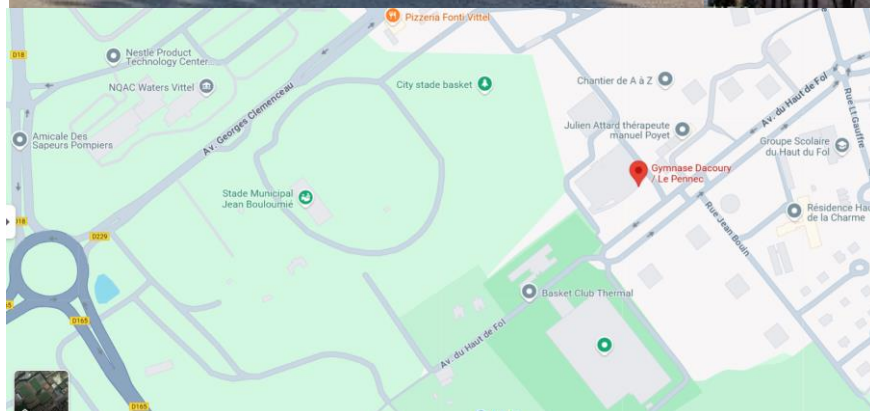 Pizzeria Fonti Vittel
D18
Nestle Product
Technology Center...
NQAC Waters Vittel
City stade basket
Chantier de A à Z
Av. du Haut de Fol
Rue Lt Gauffre
Julien Attard thérapeute
manuel Poyet
Av. Georges Clemenceau
Amicale Des
Sapeurs Pompiers
Groupe Scolaire
du Haut du Fol
Gymnase Dacoury
/ Le Pennec
Stade Municipal
Jean Bouloumié
Résidence Hau
de la Charme
Rue Jean Bouin
D18
D229
Basket Club Thermal
D165
Av. du Haut de Fol
D165